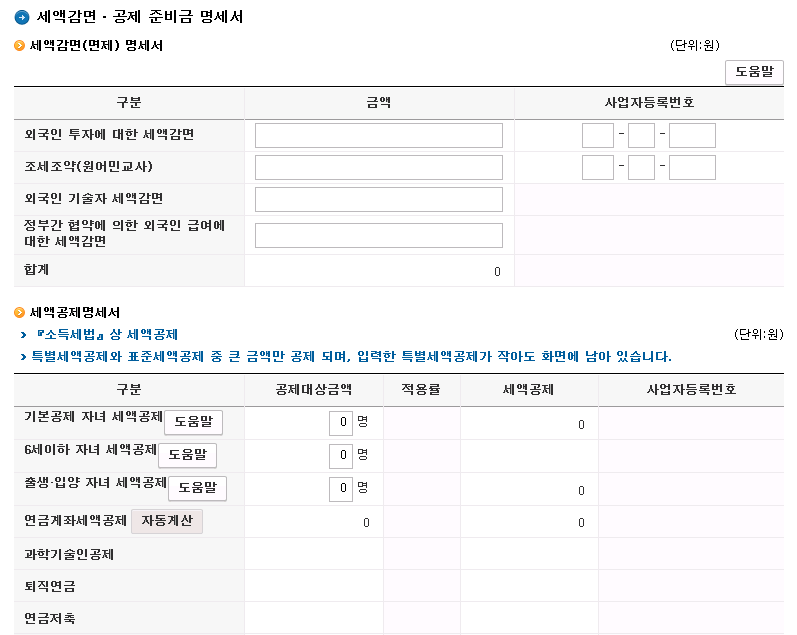 세액감면 · 공제 준비금 명세서
세액감면(면제) 명세서 (단위:원)
도움말
구분 금액 사업자등록번호
외국인 투자에 대한 세액감면 - -
조세조약(원어민교사) - -
외국인 기술자 세액감면
정부간 협약에 의한 외국인 급여에
대한 세액감면
합계 0
세액공제명세서
『소득세법』상 세액공제 (단위:원)
특별세액공제와 표준세액공제 중 큰 금액만 공제 되며, 입력한 특별세액공제가 작아도 화면에 남아 있습니다.
구분 공제대상금액 적용률 세액공제 사업자등록번호
기본공제 자녀 세액공제 도움말 0 명 0
6세이하 자녀 세액공제 도움말 0 명
출생·입양 자녀 세액공제 도움말 0 명 0
연금계좌세액공제 자동계산 0 0
과학기술인공제
퇴직연금
연금저축